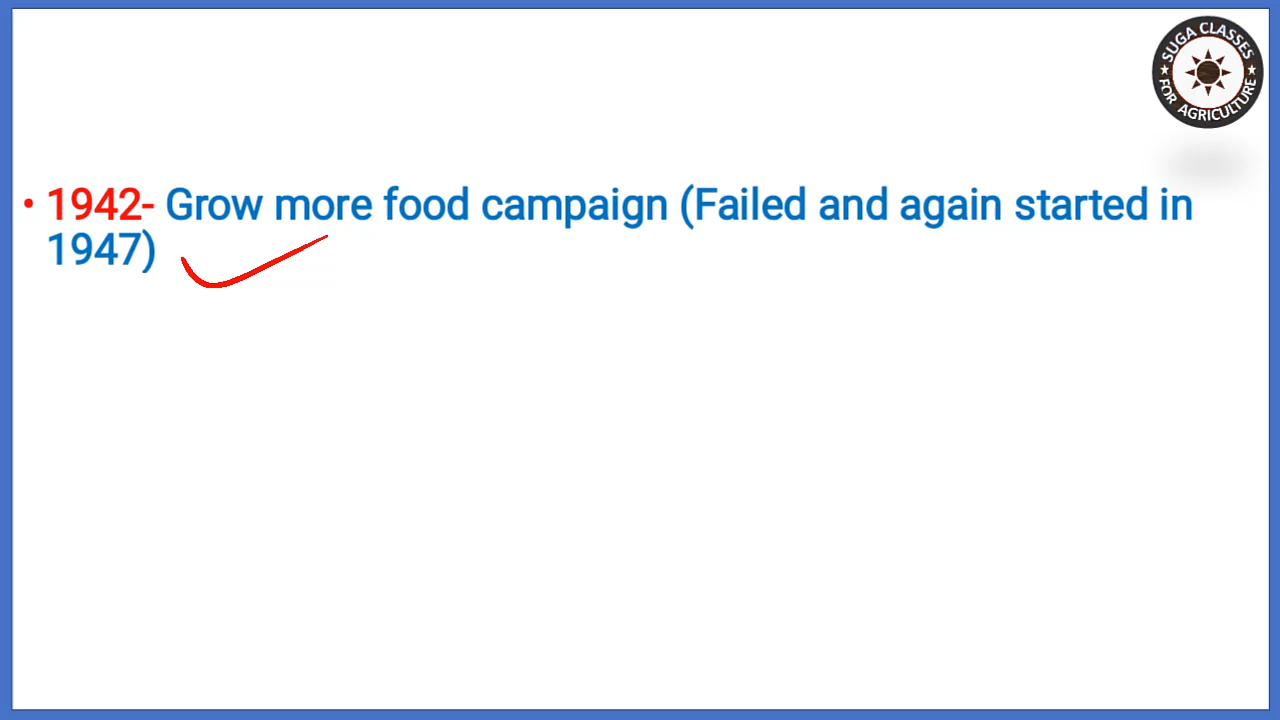 SUGA CLASSES
FOR AGRICULTURE
• 1942- Grow more food campaign (Failed and again started in
1947)